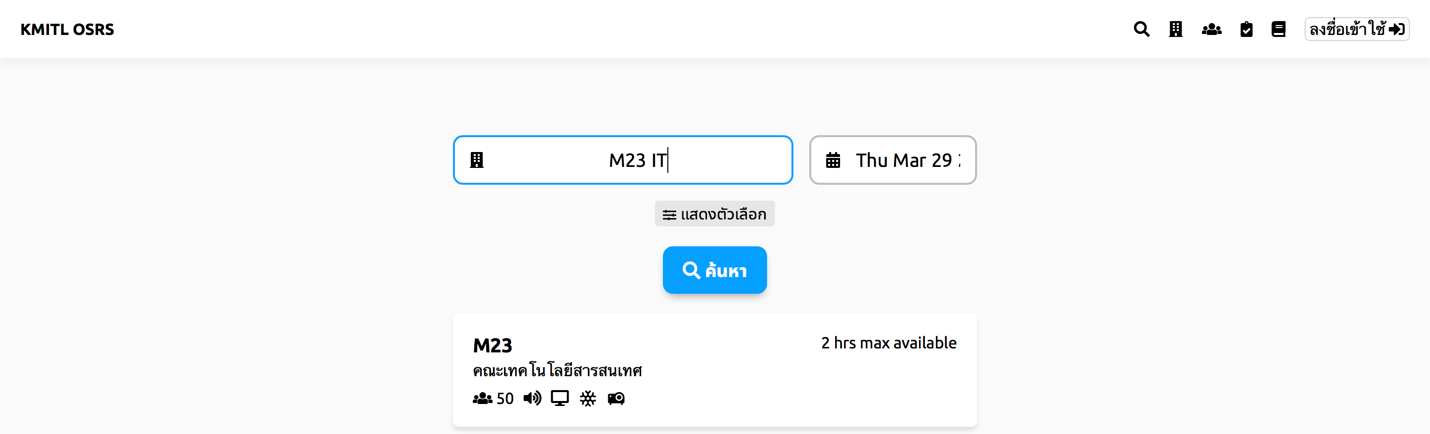 KMITL OSRS
ลงชื่อเข้าใช้
M23 IT
Thu Mar 29
แสดงตัวเลือก
ค้นหา
M23
2 hrs max available
คณะเทคโนโลยีสารสนเทศ
50